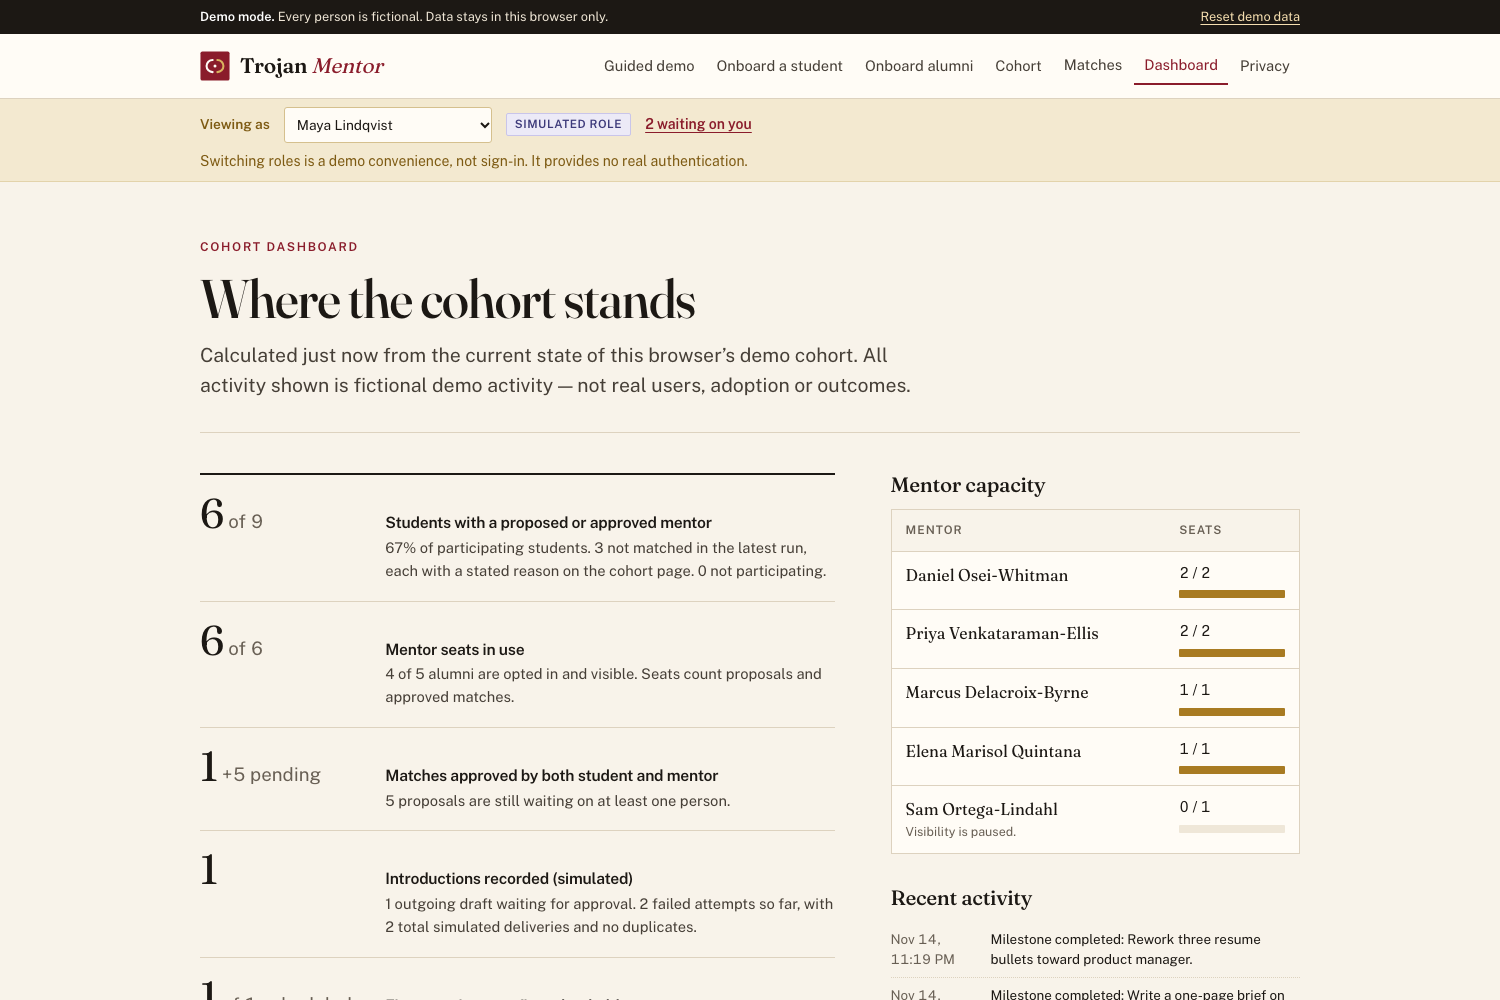 Demo mode. Every person is fictional. Data stays in this browser only.
Reset demo data
Trojan Mentor
Guided demo
Onboard a student
Onboard alumni
Cohort
Matches
Dashboard
Privacy
Viewing as
Maya Lindqvist
SIMULATED ROLE
2 waiting on you
Switching roles is a demo convenience, not sign-in. It provides no real authentication.
COHORT DASHBOARD
Where the cohort stands
Calculated just now from the current state of this browser’s demo cohort. All
activity shown is fictional demo activity — not real users, adoption or outcomes.
6 of 9
Students with a proposed or approved mentor
67% of participating students. 3 not matched in the latest run,
each with a stated reason on the cohort page. 0 not participating.
6 of 6
Mentor seats in use
4 of 5 alumni are opted in and visible. Seats count proposals and
approved matches.
1 +5 pending
Matches approved by both student and mentor
5 proposals are still waiting on at least one person.
1
Introductions recorded (simulated)
1 outgoing draft waiting for approval. 2 failed attempts so far, with
2 total simulated deliveries and no duplicates.
Mentor capacity
MENTOR
SEATS
Daniel Osei-Whitman
2 / 2
Priya Venkataraman-Ellis
2 / 2
Marcus Delacroix-Byrne
1 / 1
Elena Marisol Quintana
1 / 1
Sam Ortega-Lindahl
0 / 1
Visibility is paused.
Recent activity
Nov 14,
11:19 PM
Milestone completed: Rework three resume
bullets toward product manager.
Nov 14,
Milestone completed: Write a one-page brief on